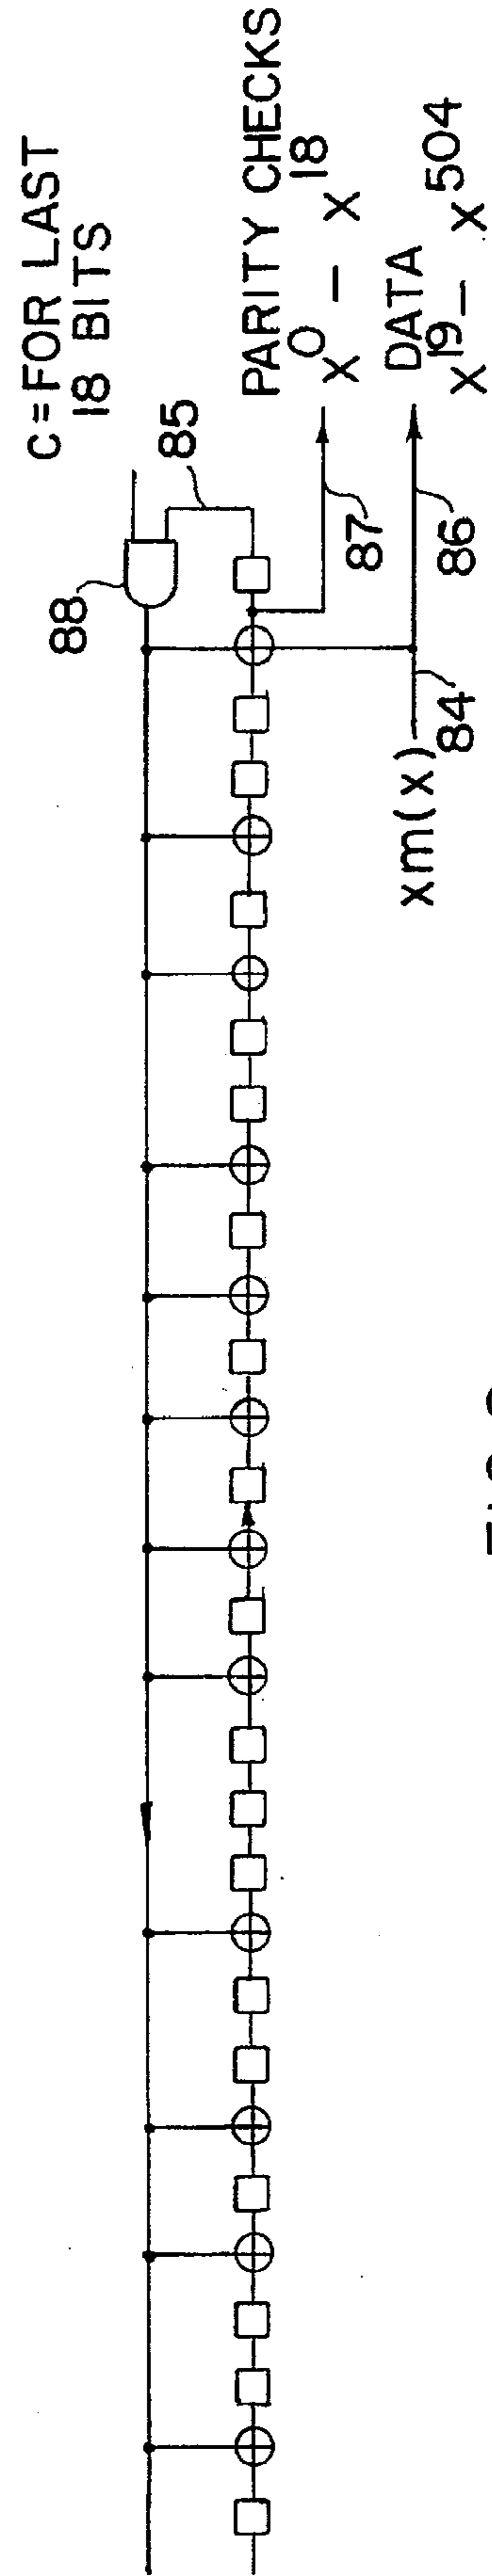 C=FOR LAST
18 BITS
88
85
PARITY CHECKS
x⁰ – x¹⁸
87
DATA
x¹⁹ – x⁵⁰⁴
86
84
xm(x)